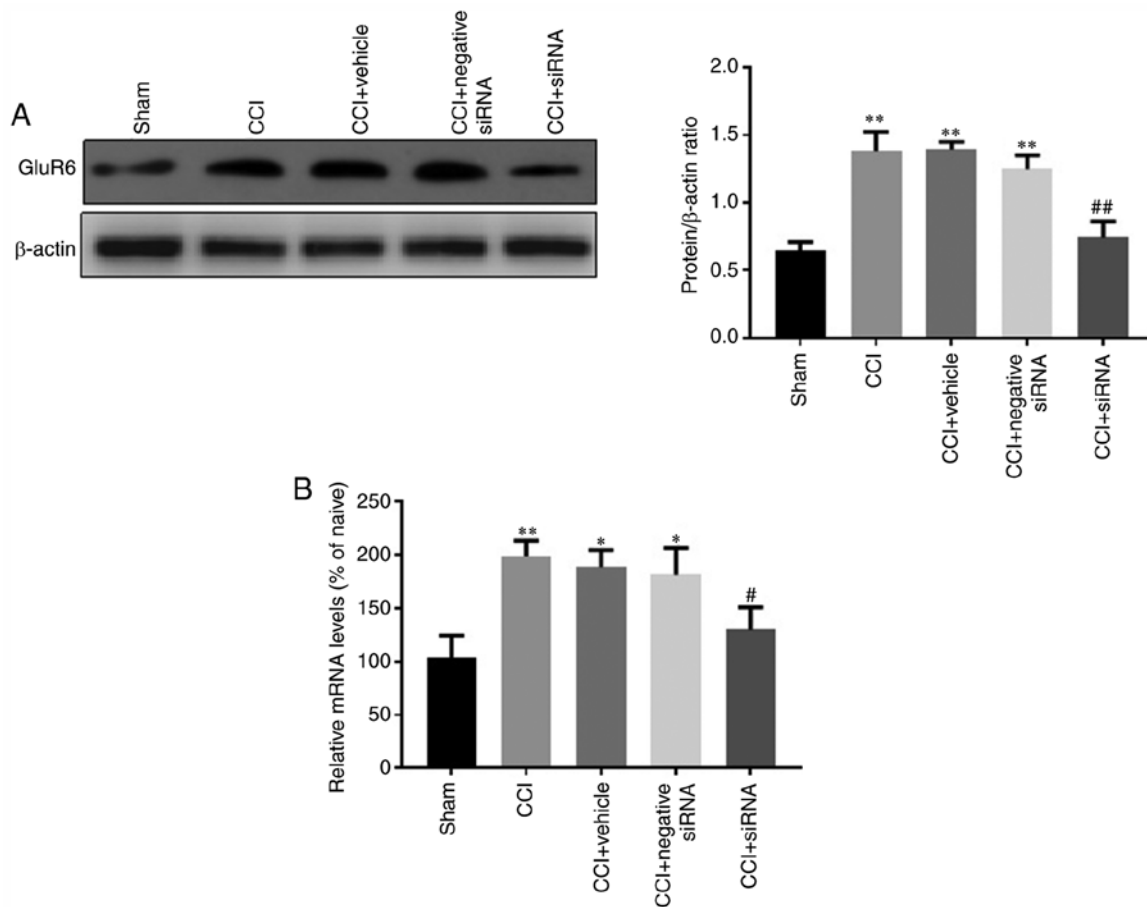 A
Sham
CCI
CCI+vehicle
CCI+negative
siRNA
CCI+siRNA
GluR6
β-actin
Protein/β-actin ratio
2.0
1.5
1.0
0.5
0.0
**
**
**
##
Sham
CCI
CCI+vehicle
CCI+negative
siRNA
CCI+siRNA
B
Relative mRNA levels (% of naive)
250
200
150
100
50
0
**
*
*
#
Sham
CCI
CCI+vehicle
CCI+negative
siRNA
CCI+siRNA